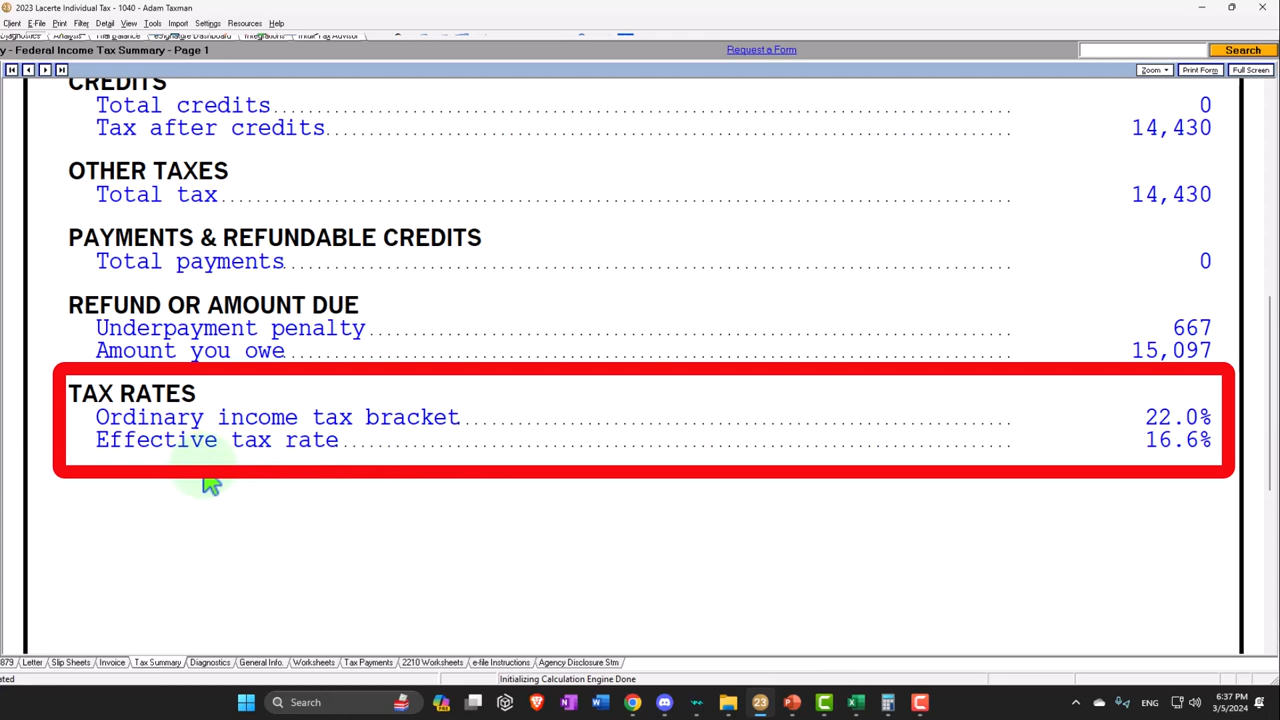 2023 Lacerte Individual Tax - 1040 - Adam Taxman
Client E-File Print Filter Detail View Tools Import Settings Resources Help
y - Federal Income Tax Summary - Page 1 Request a Form Search
Zoom Print Form Full Screen
CREDITS
Total credits 0
Tax after credits 14,430
OTHER TAXES
Total tax 14,430
PAYMENTS & REFUNDABLE CREDITS
Total payments 0
REFUND OR AMOUNT DUE
Underpayment penalty 667
Amount you owe 15,097
TAX RATES
Ordinary income tax bracket 22.0%
Effective tax rate 16.6%
879 Letter Slip Sheets Invoice Tax Summary Diagnostics General Info. Worksheets Tax Payments 2210 Worksheets e-file Instructions Agency Disclosure Stm
ated Initializing Calculation Engine Done
Search ENG 6:37 PM
3/5/2024